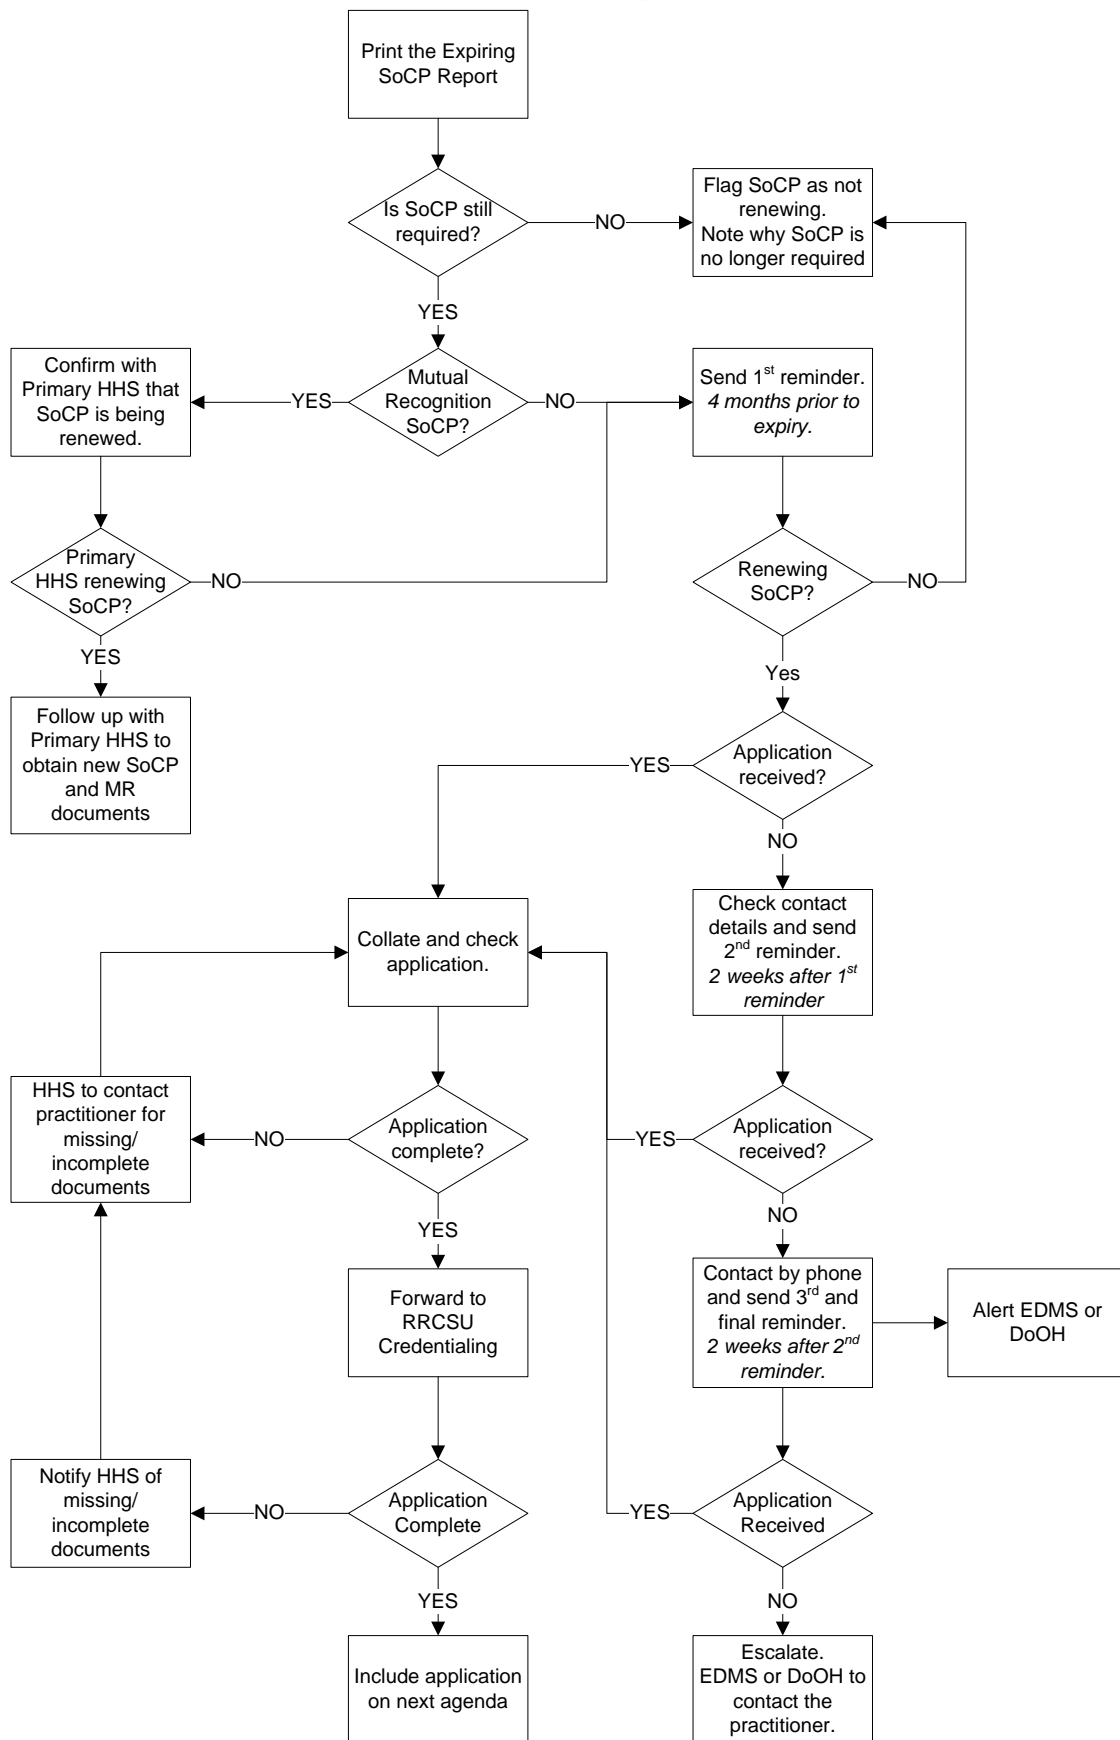 Print the Expiring
SoCP Report
Is SoCP still
required?
NO
Flag SoCP as not
renewing.
Note why SoCP is
no longer required
YES
Confirm with
Primary HHS that
SoCP is being
renewed.
YES
Mutual
Recognition
SoCP?
NO
Send 1st reminder.
4 months prior to
expiry.
Primary
HHS renewing
SoCP?
NO
Renewing
SoCP?
NO
YES
Yes
Follow up with
Primary HHS to
obtain new SoCP
and MR
documents
YES
Application
received?
NO
Collate and check
application.
Check contact
details and send
2nd reminder.
2 weeks after 1st
reminder
HHS to contact
practitioner for
missing/
incomplete
documents
NO
Application
complete?
YES
Application
received?
YES
NO
Forward to
RRCSU
Credentialing
Contact by phone
and send 3rd and
final reminder.
2 weeks after 2nd
reminder.
Alert EDMS or
DoOH
Notify HHS of
missing/
incomplete
documents
NO
Application
Complete
YES
Application
Received
YES
NO
Include application
on next agenda
Escalate.
EDMS or DoOH to
contact the
practitioner.